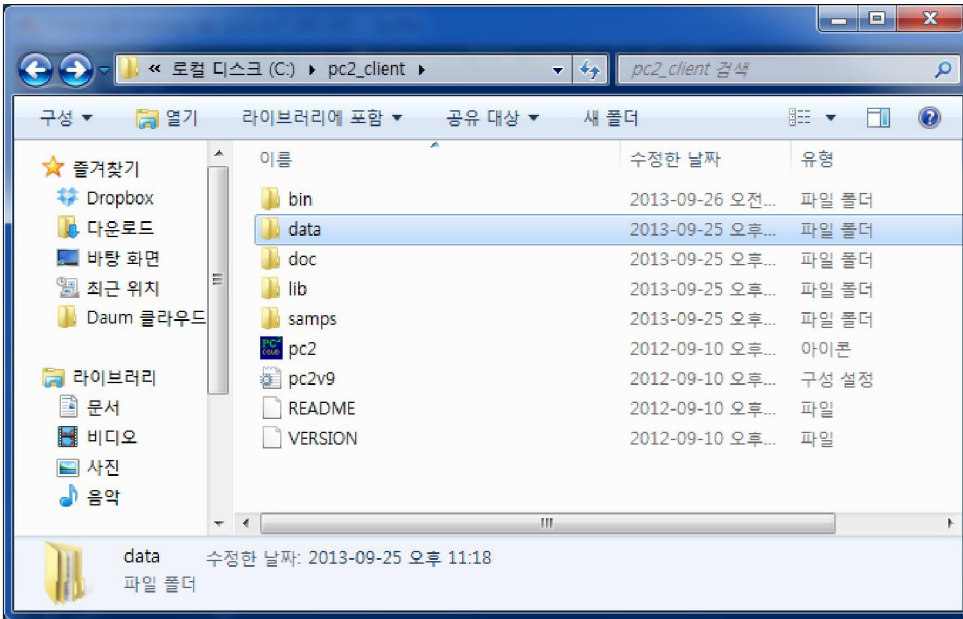 « 로컬 디스크 (C:) ▸ pc2_client ▸
pc2_client 검색
구성 ▼ 열기 라이브러리에 포함 ▼ 공유 대상 ▼ 새 폴더
즐겨찾기
Dropbox
다운로드
바탕 화면
최근 위치
Daum 클라우드
라이브러리
문서
비디오
사진
음악
이름 수정한 날짜 유형
bin 2013-09-26 오전... 파일 폴더
data 2013-09-25 오후... 파일 폴더
doc 2013-09-25 오후... 파일 폴더
lib 2013-09-25 오후... 파일 폴더
samps 2013-09-25 오후... 파일 폴더
pc2 2012-09-10 오후... 아이콘
pc2v9 2012-09-10 오후... 구성 설정
README 2012-09-10 오후... 파일
VERSION 2012-09-10 오후... 파일
data 수정한 날짜: 2013-09-25 오후 11:18
파일 폴더